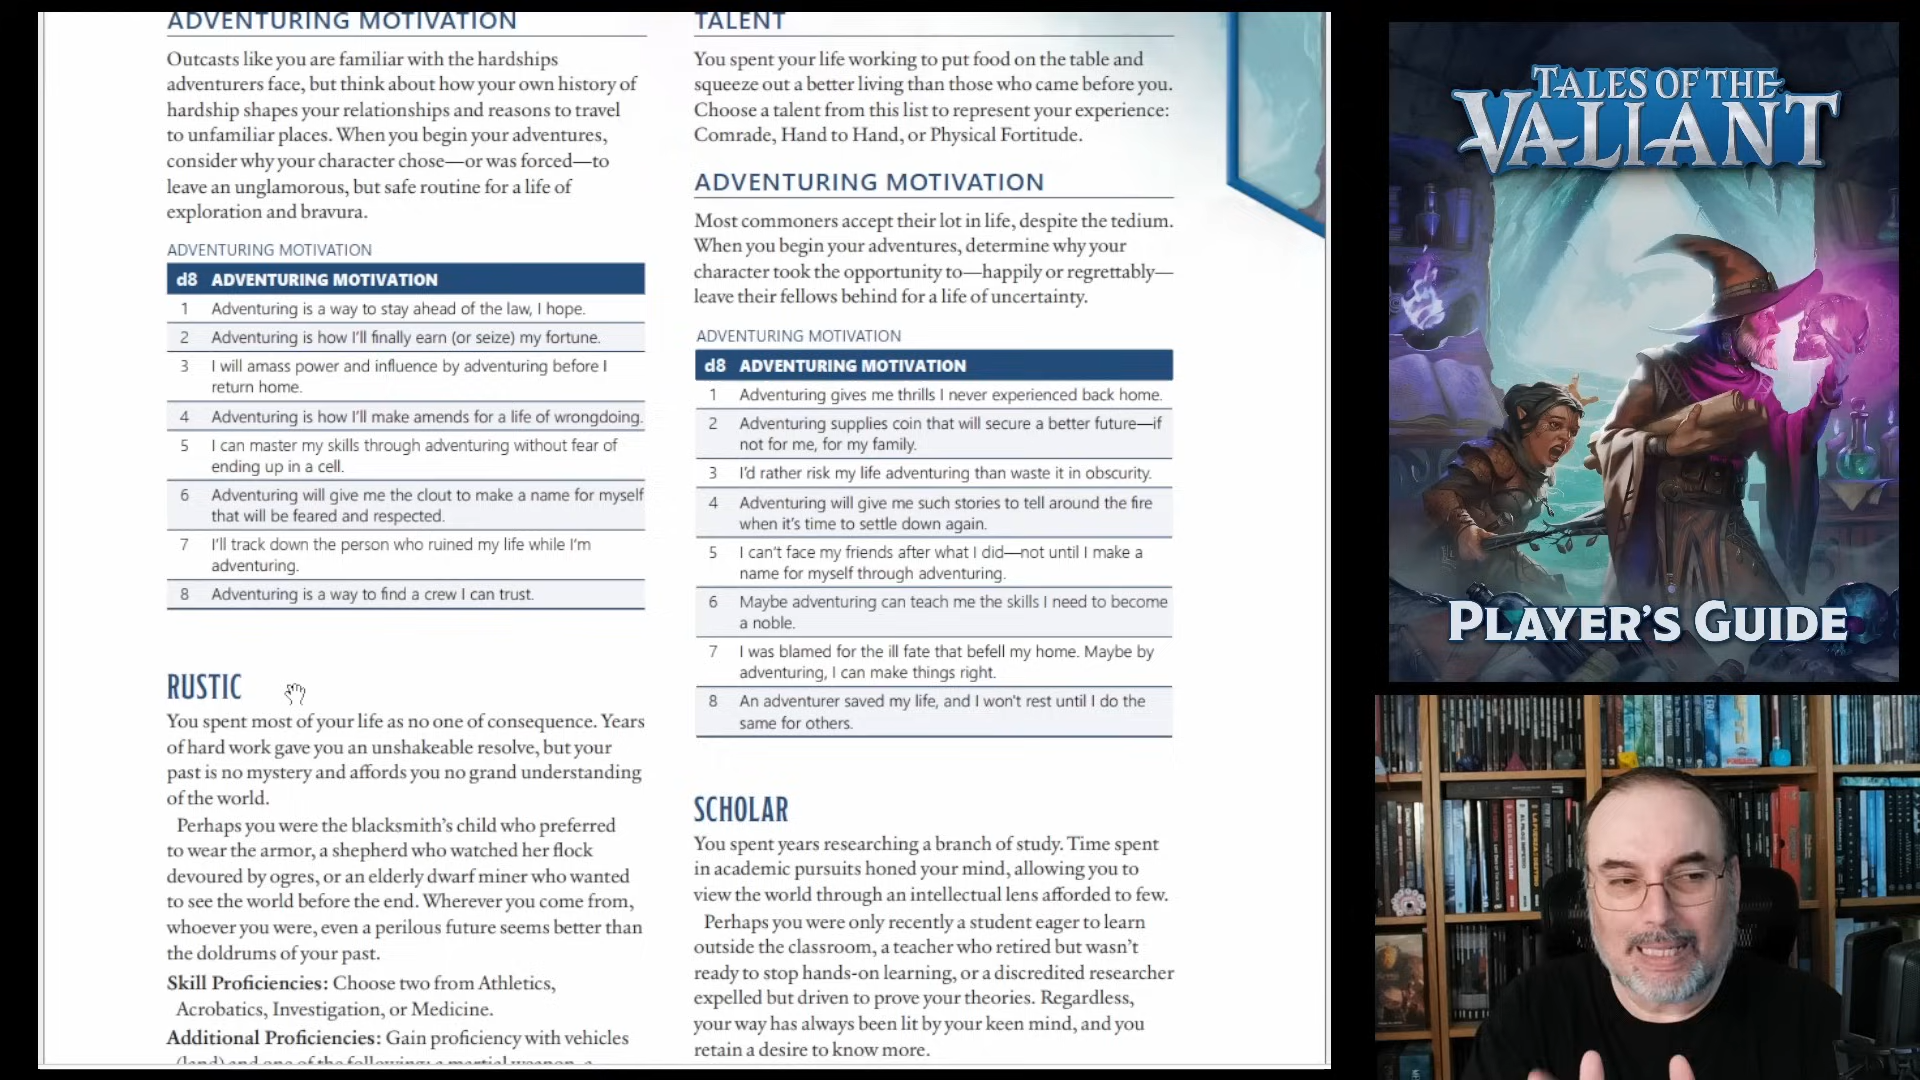 ADVENTURING MOTIVATION
Outcasts like you are familiar with the hardships
adventurers face, but think about how your own history of
hardship shapes your relationships and reasons to travel
to unfamiliar places. When you begin your adventures,
consider why your character chose—or was forced—to
leave an unglamorous, but safe routine for a life of
exploration and bravura.
ADVENTURING MOTIVATION
d8 ADVENTURING MOTIVATION
1 Adventuring is a way to stay ahead of the law, I hope.
2 Adventuring is how I'll finally earn (or seize) my fortune.
3 I will amass power and influence by adventuring before I
return home.
4 Adventuring is how I'll make amends for a life of wrongdoing.
5 I can master my skills through adventuring without fear of
ending up in a cell.
6 Adventuring will give me the clout to make a name for myself
that will be feared and respected.
7 I'll track down the person who ruined my life while I'm
adventuring.
8 Adventuring is a way to find a crew I can trust.
RUSTIC
You spent most of your life as no one of consequence. Years
of hard work gave you an unshakeable resolve, but your
past is no mystery and affords you no grand understanding
of the world.
Perhaps you were the blacksmith's child who preferred
to wear the armor, a shepherd who watched her flock
devoured by ogres, or an elderly dwarf miner who wanted
to see the world before the end. Wherever you come from,
whoever you were, even a perilous future seems better than
the doldrums of your past.
Skill Proficiencies: Choose two from Athletics,
Acrobatics, Investigation, or Medicine.
Additional Proficiencies: Gain proficiency with vehicles
(land) and one of the following: a martial weapon, a
TALENT
You spent your life working to put food on the table and
squeeze out a better living than those who came before you.
Choose a talent from this list to represent your experience:
Comrade, Hand to Hand, or Physical Fortitude.
ADVENTURING MOTIVATION
Most commoners accept their lot in life, despite the tedium.
When you begin your adventures, determine why your
character took the opportunity to—happily or regrettably—
leave their fellows behind for a life of uncertainty.
ADVENTURING MOTIVATION
d8 ADVENTURING MOTIVATION
1 Adventuring gives me thrills I never experienced back home.
2 Adventuring supplies coin that will secure a better future—if
not for me, for my family.
3 I'd rather risk my life adventuring than waste it in obscurity.
4 Adventuring will give me such stories to tell around the fire
when it's time to settle down again.
5 I can't face my friends after what I did—not until I make a
name for myself through adventuring.
6 Maybe adventuring can teach me the skills I need to become
a noble.
7 I was blamed for the ill fate that befell my home. Maybe by
adventuring, I can make things right.
8 An adventurer saved my life, and I won't rest until I do the
same for others.
SCHOLAR
You spent years researching a branch of study. Time spent
in academic pursuits honed your mind, allowing you to
view the world through an intellectual lens afforded to few.
Perhaps you were only recently a student eager to learn
outside the classroom, a teacher who retired but wasn't
ready to stop hands-on learning, or a discredited researcher
expelled but driven to prove your theories. Regardless,
your way has always been lit by your keen mind, and you
retain a desire to know more.
TALES OF THE
VALIANT
PLAYER'S GUIDE